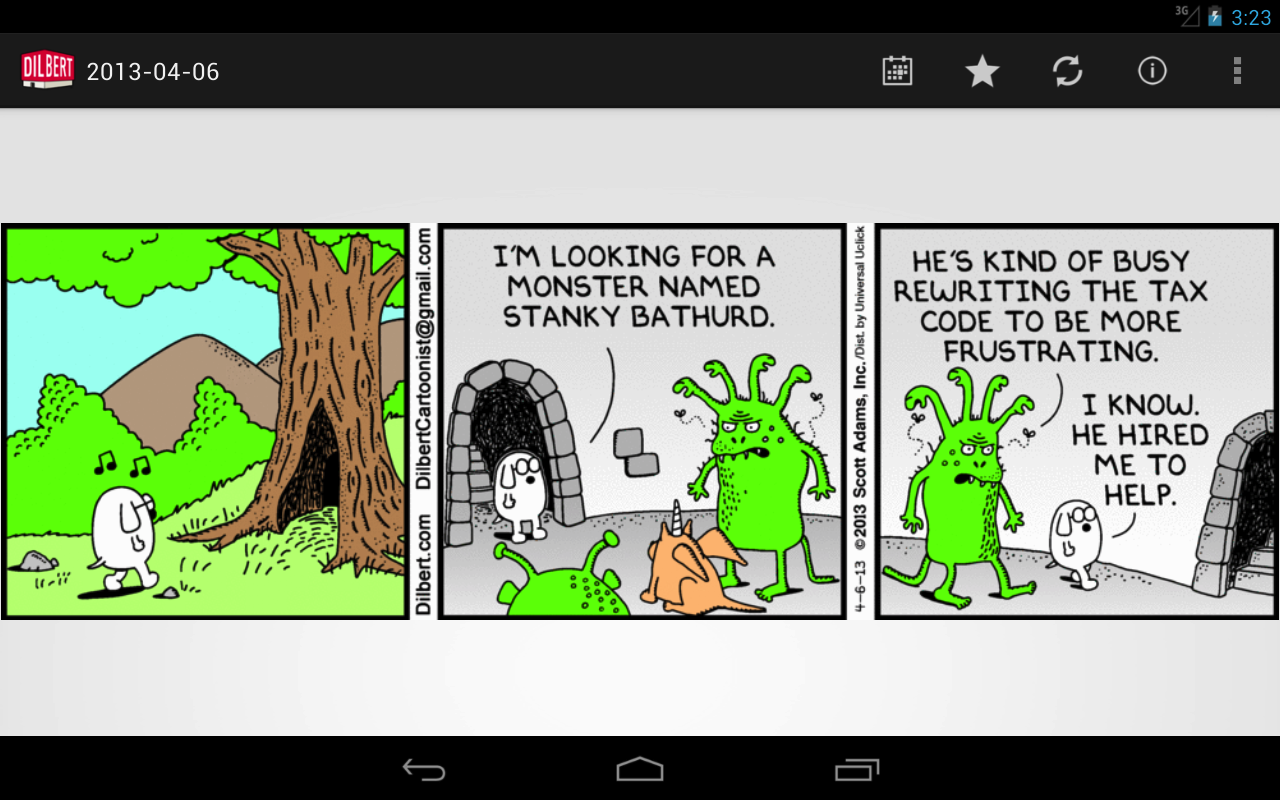 3G
3:23
DILBERT
2013-04-06
Dilbert.com DilbertCartoonist@gmail.com
I'M LOOKING FOR A
MONSTER NAMED
STANKY BATHURD.
4-6-13 ©2013 Scott Adams, Inc. /Dist. by Universal Uclick
HE'S KIND OF BUSY
REWRITING THE TAX
CODE TO BE MORE
FRUSTRATING.
I KNOW.
HE HIRED
ME TO
HELP.